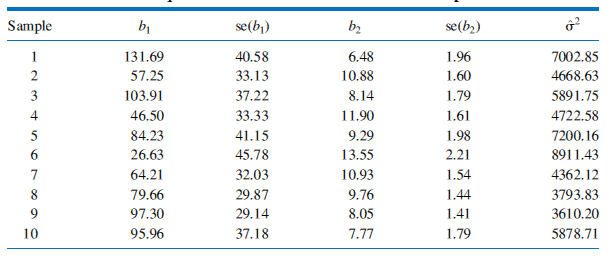 Sample b1 se(b1) b2 se(b2) σ̂²
1 131.69 40.58 6.48 1.96 7002.85
2 57.25 33.13 10.88 1.60 4668.63
3 103.91 37.22 8.14 1.79 5891.75
4 46.50 33.33 11.90 1.61 4722.58
5 84.23 41.15 9.29 1.98 7200.16
6 26.63 45.78 13.55 2.21 8911.43
7 64.21 32.03 10.93 1.54 4362.12
8 79.66 29.87 9.76 1.44 3793.83
9 97.30 29.14 8.05 1.41 3610.20
10 95.96 37.18 7.77 1.79 5878.71